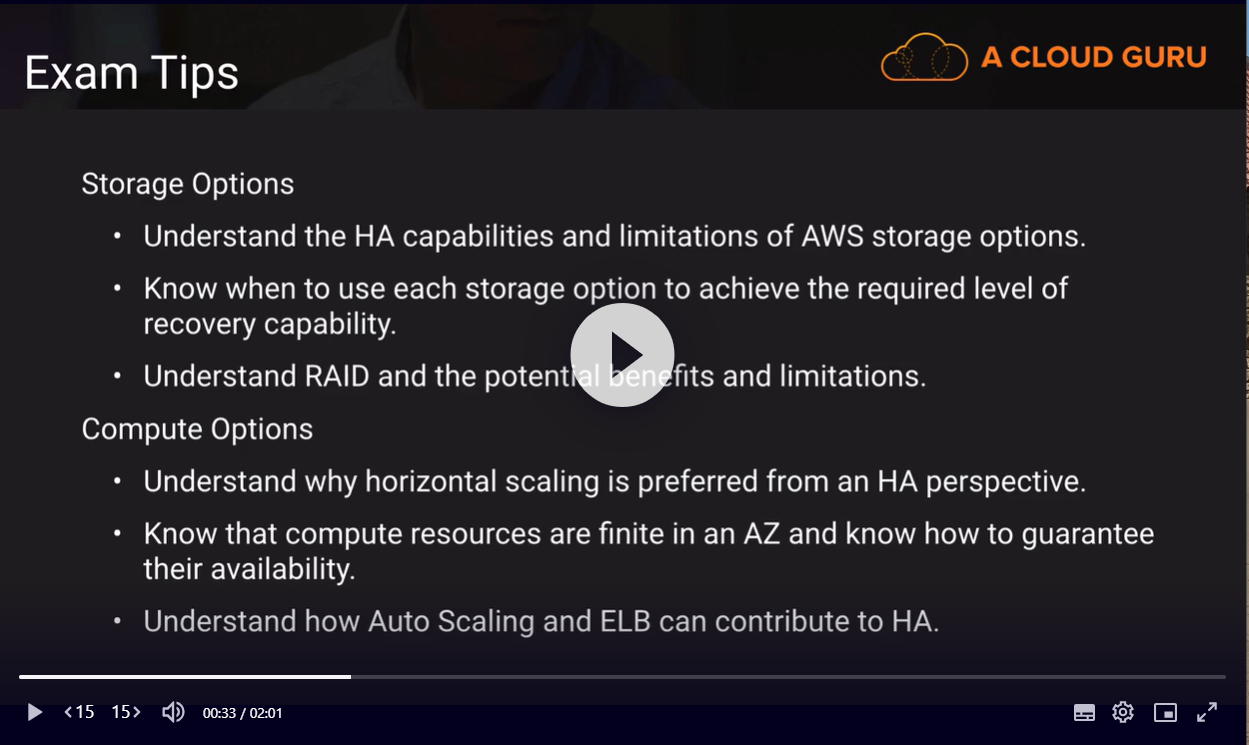 Exam Tips
A CLOUD GURU
Storage Options
• Understand the HA capabilities and limitations of AWS storage options.
• Know when to use each storage option to achieve the required level of
recovery capability.
• Understand RAID and the potential benefits and limitations.
Compute Options
• Understand why horizontal scaling is preferred from an HA perspective.
• Know that compute resources are finite in an AZ and know how to guarantee
their availability.
• Understand how Auto Scaling and ELB can contribute to HA.
<15 15> 00:33 / 02:01